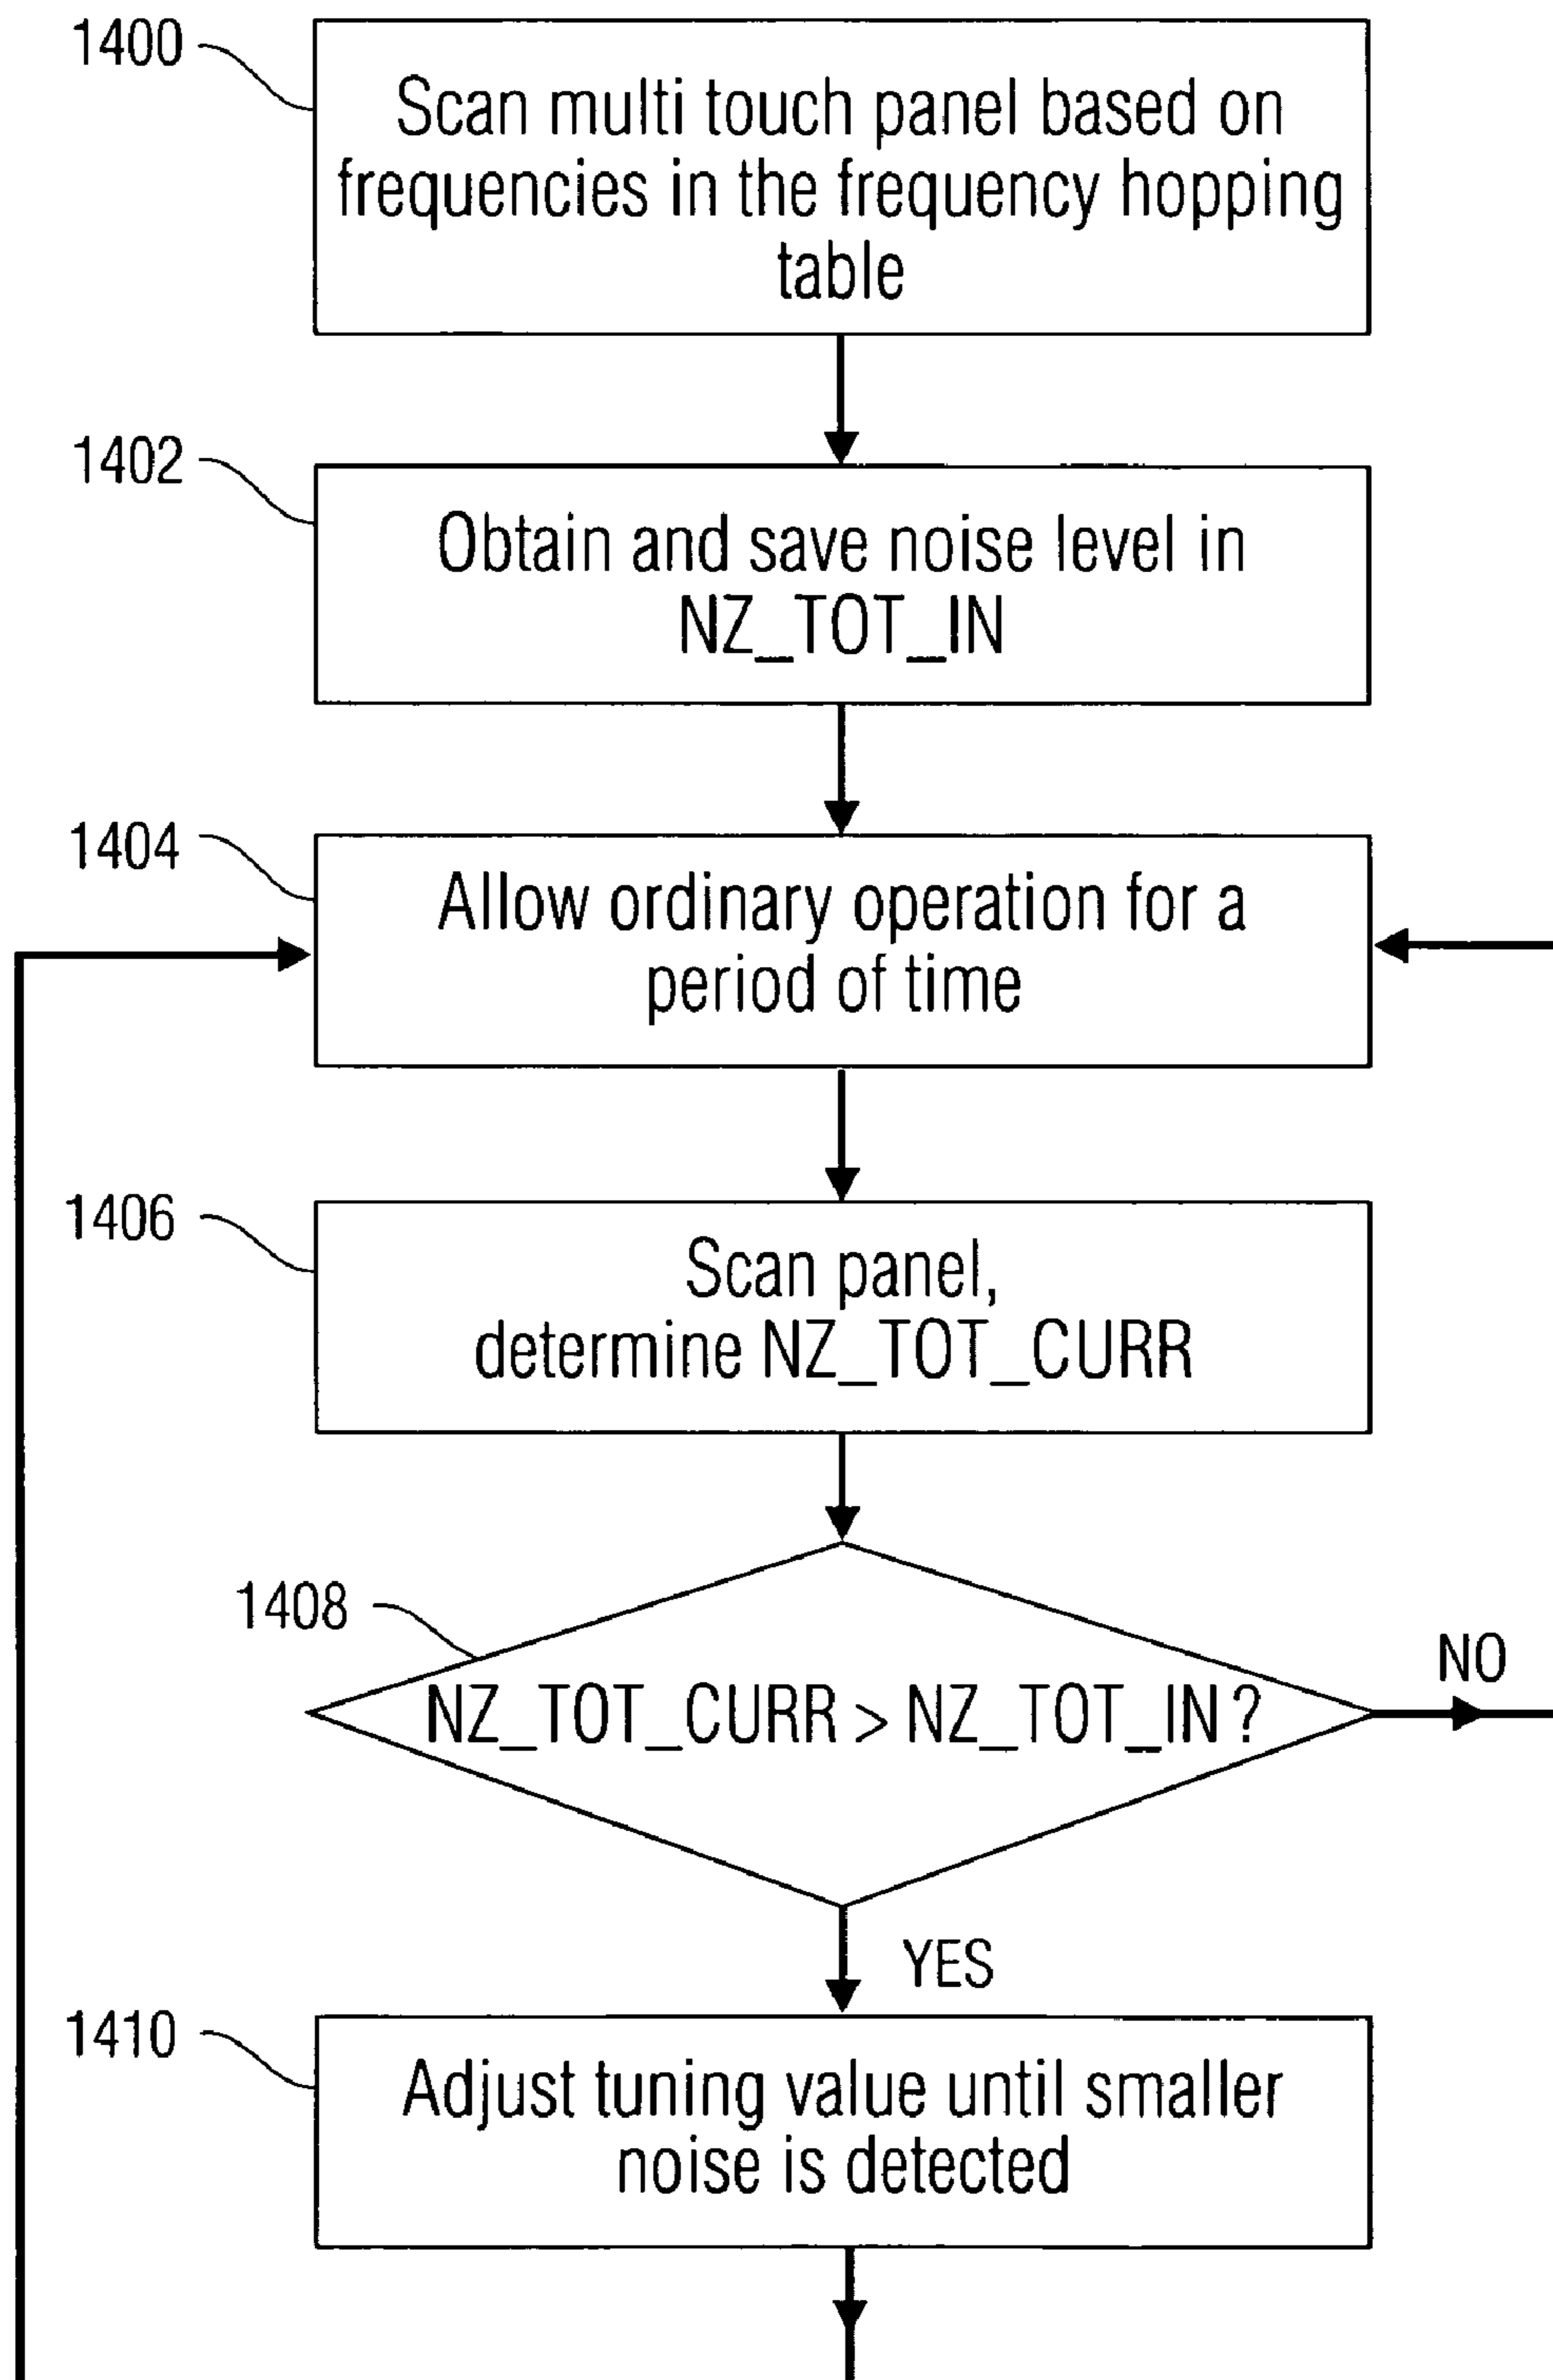 1400
Scan multi touch panel based on
frequencies in the frequency hopping
table
1402
Obtain and save noise level in
NZ_TOT_IN
1404
Allow ordinary operation for a
period of time
1406
Scan panel,
determine NZ_TOT_CURR
1408
NZ_TOT_CURR > NZ_TOT_IN ?
NO
YES
1410
Adjust tuning value until smaller
noise is detected